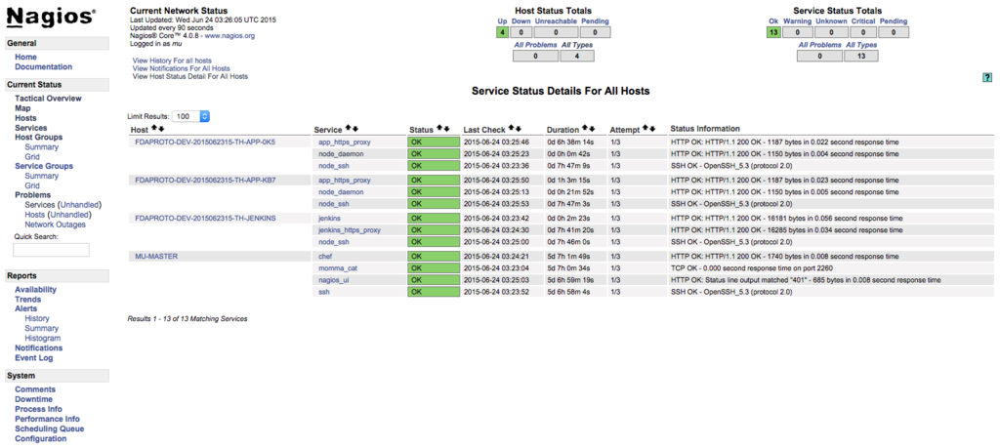 Nagios®
General
Home
Documentation
Current Status
Tactical Overview
Map
Hosts
Services
Host Groups
Summary
Grid
Service Groups
Summary
Grid
Problems
Services (Unhandled)
Hosts (Unhandled)
Network Outages
Quick Search:
Reports
Availability
Trends
Alerts
History
Summary
Histogram
Notifications
Event Log
System
Comments
Downtime
Process Info
Performance Info
Scheduling Queue
Configuration
Current Network Status
Last Updated: Wed Jun 24 03:26:05 UTC 2015
Updated every 90 seconds
Nagios® Core™ 4.0.8 - www.nagios.org
Logged in as mu
View History For all hosts
View Notifications For All Hosts
View Host Status Detail For All Hosts
Host Status Totals
Up Down Unreachable Pending
4 0 0 0
All Problems All Types
0 4
Service Status Totals
Ok Warning Unknown Critical Pending
13 0 0 0 0
All Problems All Types
0 13
?
Service Status Details For All Hosts
Limit Results: 100
Host Service Status Last Check Duration Attempt Status Information
FDAPROTO-DEV-2015062315-TH-APP-0K5 app_https_proxy OK 2015-06-24 03:25:46 0d 6h 38m 14s 1/3 HTTP OK: HTTP/1.1 200 OK - 1187 bytes in 0.022 second response time
node_daemon OK 2015-06-24 03:25:23 0d 0h 0m 42s 1/3 HTTP OK: HTTP/1.1 200 OK - 1150 bytes in 0.004 second response time
node_ssh OK 2015-06-24 03:23:36 0d 7h 47m 9s 1/3 SSH OK - OpenSSH_5.3 (protocol 2.0)
FDAPROTO-DEV-2015062315-TH-APP-KB7 app_https_proxy OK 2015-06-24 03:25:50 0d 1h 3m 15s 1/3 HTTP OK: HTTP/1.1 200 OK - 1187 bytes in 0.023 second response time
node_daemon OK 2015-06-24 03:25:13 0d 0h 21m 52s 1/3 HTTP OK: HTTP/1.1 200 OK - 1150 bytes in 0.005 second response time
node_ssh OK 2015-06-24 03:25:53 0d 7h 47m 3s 1/3 SSH OK - OpenSSH_5.3 (protocol 2.0)
FDAPROTO-DEV-2015062315-TH-JENKINS jenkins OK 2015-06-24 03:23:42 0d 0h 2m 23s 1/3 HTTP OK: HTTP/1.1 200 OK - 16181 bytes in 0.056 second response time
jenkins_https_proxy OK 2015-06-24 03:24:30 0d 7h 41m 20s 1/3 HTTP OK: HTTP/1.1 200 OK - 16285 bytes in 0.034 second response time
node_ssh OK 2015-06-24 03:25:00 0d 7h 46m 0s 1/3 SSH OK - OpenSSH_5.3 (protocol 2.0)
MU-MASTER chef OK 2015-06-24 03:24:21 5d 7h 1m 49s 1/3 HTTP OK: HTTP/1.1 200 OK - 1740 bytes in 0.008 second response time
momma_cat OK 2015-06-24 03:23:04 5d 7h 0m 34s 1/3 TCP OK - 0.000 second response time on port 2260
nagios_ui OK 2015-06-24 03:25:03 5d 6h 59m 19s 1/3 HTTP OK: Status line output matched "401" - 685 bytes in 0.008 second response time
ssh OK 2015-06-24 03:23:52 5d 6h 58m 4s 1/3 SSH OK - OpenSSH_5.3 (protocol 2.0)
Results 1 - 13 of 13 Matching Services